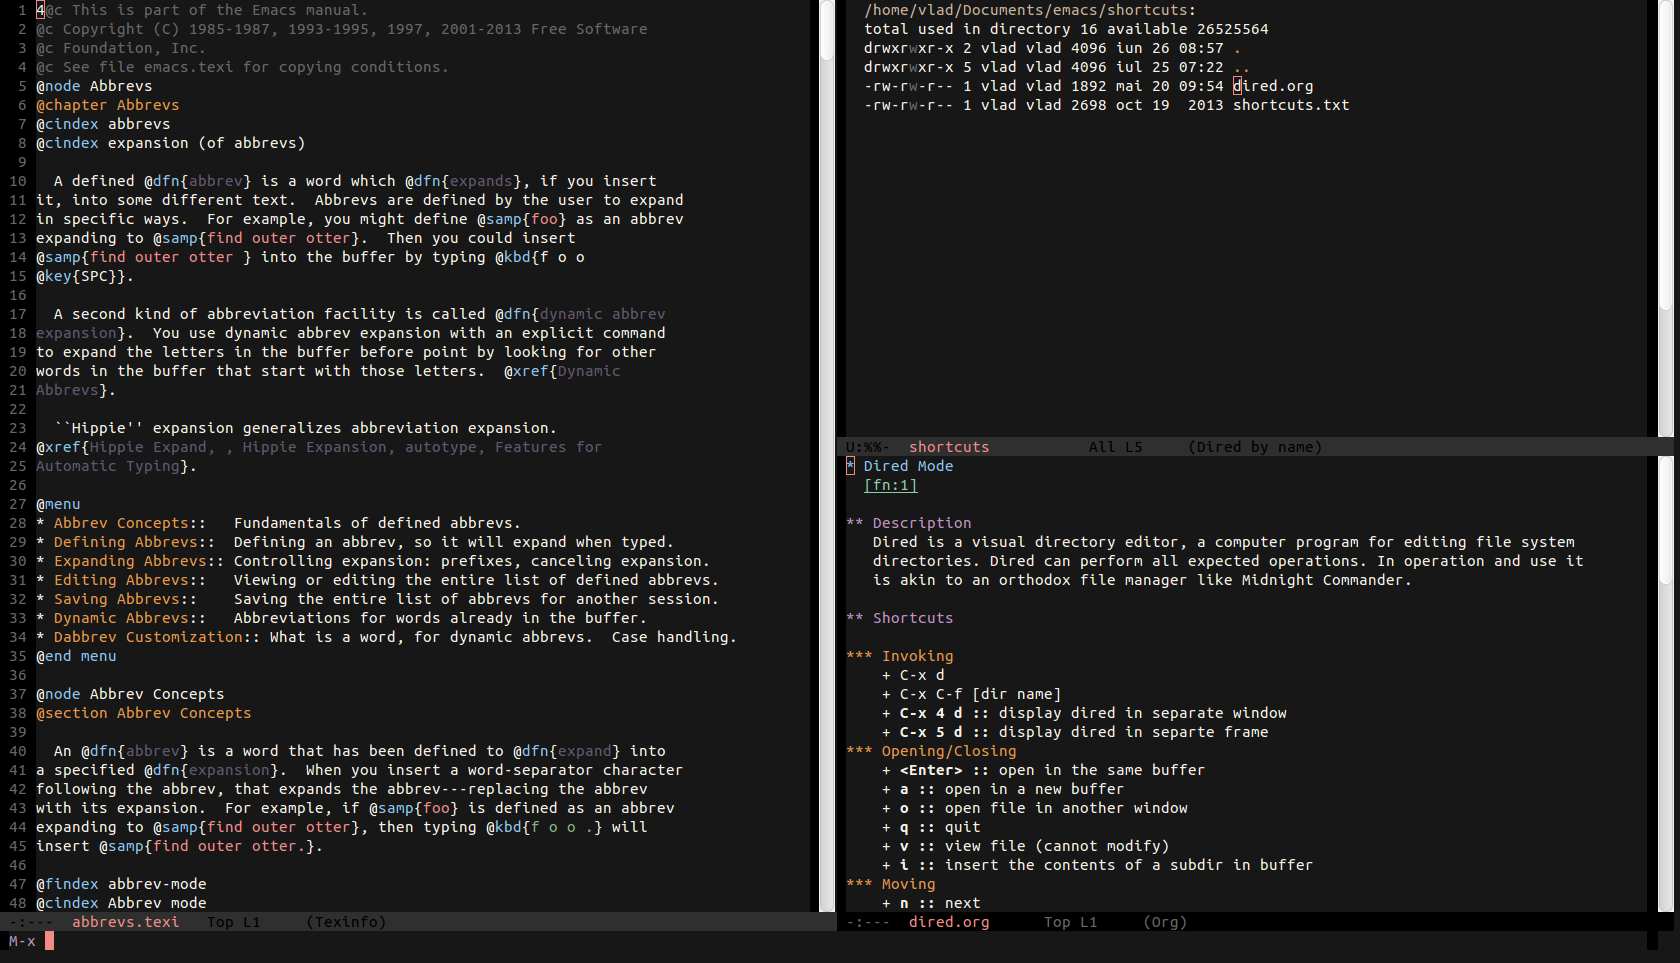 1 4@c This is part of the Emacs manual.
2 @c Copyright (C) 1985-1987, 1993-1995, 1997, 2001-2013 Free Software
3 @c Foundation, Inc.
4 @c See file emacs.texi for copying conditions.
5 @node Abbrevs
6 @chapter Abbrevs
7 @cindex abbrevs
8 @cindex expansion (of abbrevs)
9
10   A defined @dfn{abbrev} is a word which @dfn{expands}, if you insert
11 it, into some different text.  Abbrevs are defined by the user to expand
12 in specific ways.  For example, you might define @samp{foo} as an abbrev
13 expanding to @samp{find outer otter}.  Then you could insert
14 @samp{find outer otter } into the buffer by typing @kbd{f o o
15 @key{SPC}}.
16
17   A second kind of abbreviation facility is called @dfn{dynamic abbrev
18 expansion}.  You use dynamic abbrev expansion with an explicit command
19 to expand the letters in the buffer before point by looking for other
20 words in the buffer that start with those letters.  @xref{Dynamic
21 Abbrevs}.
22
23   ``Hippie'' expansion generalizes abbreviation expansion.
24 @xref{Hippie Expand, , Hippie Expansion, autotype, Features for
25 Automatic Typing}.
26
27 @menu
28 * Abbrev Concepts::   Fundamentals of defined abbrevs.
29 * Defining Abbrevs::  Defining an abbrev, so it will expand when typed.
30 * Expanding Abbrevs:: Controlling expansion: prefixes, canceling expansion.
31 * Editing Abbrevs::   Viewing or editing the entire list of defined abbrevs.
32 * Saving Abbrevs::    Saving the entire list of abbrevs for another session.
33 * Dynamic Abbrevs::   Abbreviations for words already in the buffer.
34 * Dabbrev Customization:: What is a word, for dynamic abbrevs.  Case handling.
35 @end menu
36
37 @node Abbrev Concepts
38 @section Abbrev Concepts
39
40   An @dfn{abbrev} is a word that has been defined to @dfn{expand} into
41 a specified @dfn{expansion}.  When you insert a word-separator character
42 following the abbrev, that expands the abbrev---replacing the abbrev
43 with its expansion.  For example, if @samp{foo} is defined as an abbrev
44 expanding to @samp{find outer otter}, then typing @kbd{f o o .} will
45 insert @samp{find outer otter.}.
46
47 @findex abbrev-mode
48 @cindex Abbrev mode
-:---  abbrevs.texi   Top L1     (Texinfo)
M-x
/home/vlad/Documents/emacs/shortcuts:
total used in directory 16 available 26525564
drwxrwxr-x 2 vlad vlad 4096 iun 26 08:57 .
drwxrwxr-x 5 vlad vlad 4096 iul 25 07:22 ..
-rw-rw-r-- 1 vlad vlad 1892 mai 20 09:54 dired.org
-rw-rw-r-- 1 vlad vlad 2698 oct 19  2013 shortcuts.txt
U:%%-  shortcuts           All L5     (Dired by name)
* Dired Mode
[fn:1]
** Description
Dired is a visual directory editor, a computer program for editing file system
directories. Dired can perform all expected operations. In operation and use it
is akin to an orthodox file manager like Midnight Commander.
** Shortcuts
*** Invoking
+ C-x d
+ C-x C-f [dir name]
+ C-x 4 d :: display dired in separate window
+ C-x 5 d :: display dired in separte frame
*** Opening/Closing
+ <Enter> :: open in the same buffer
+ a :: open in a new buffer
+ o :: open file in another window
+ q :: quit
+ v :: view file (cannot modify)
+ i :: insert the contents of a subdir in buffer
*** Moving
+ n :: next
-:---  dired.org      Top L1     (Org)